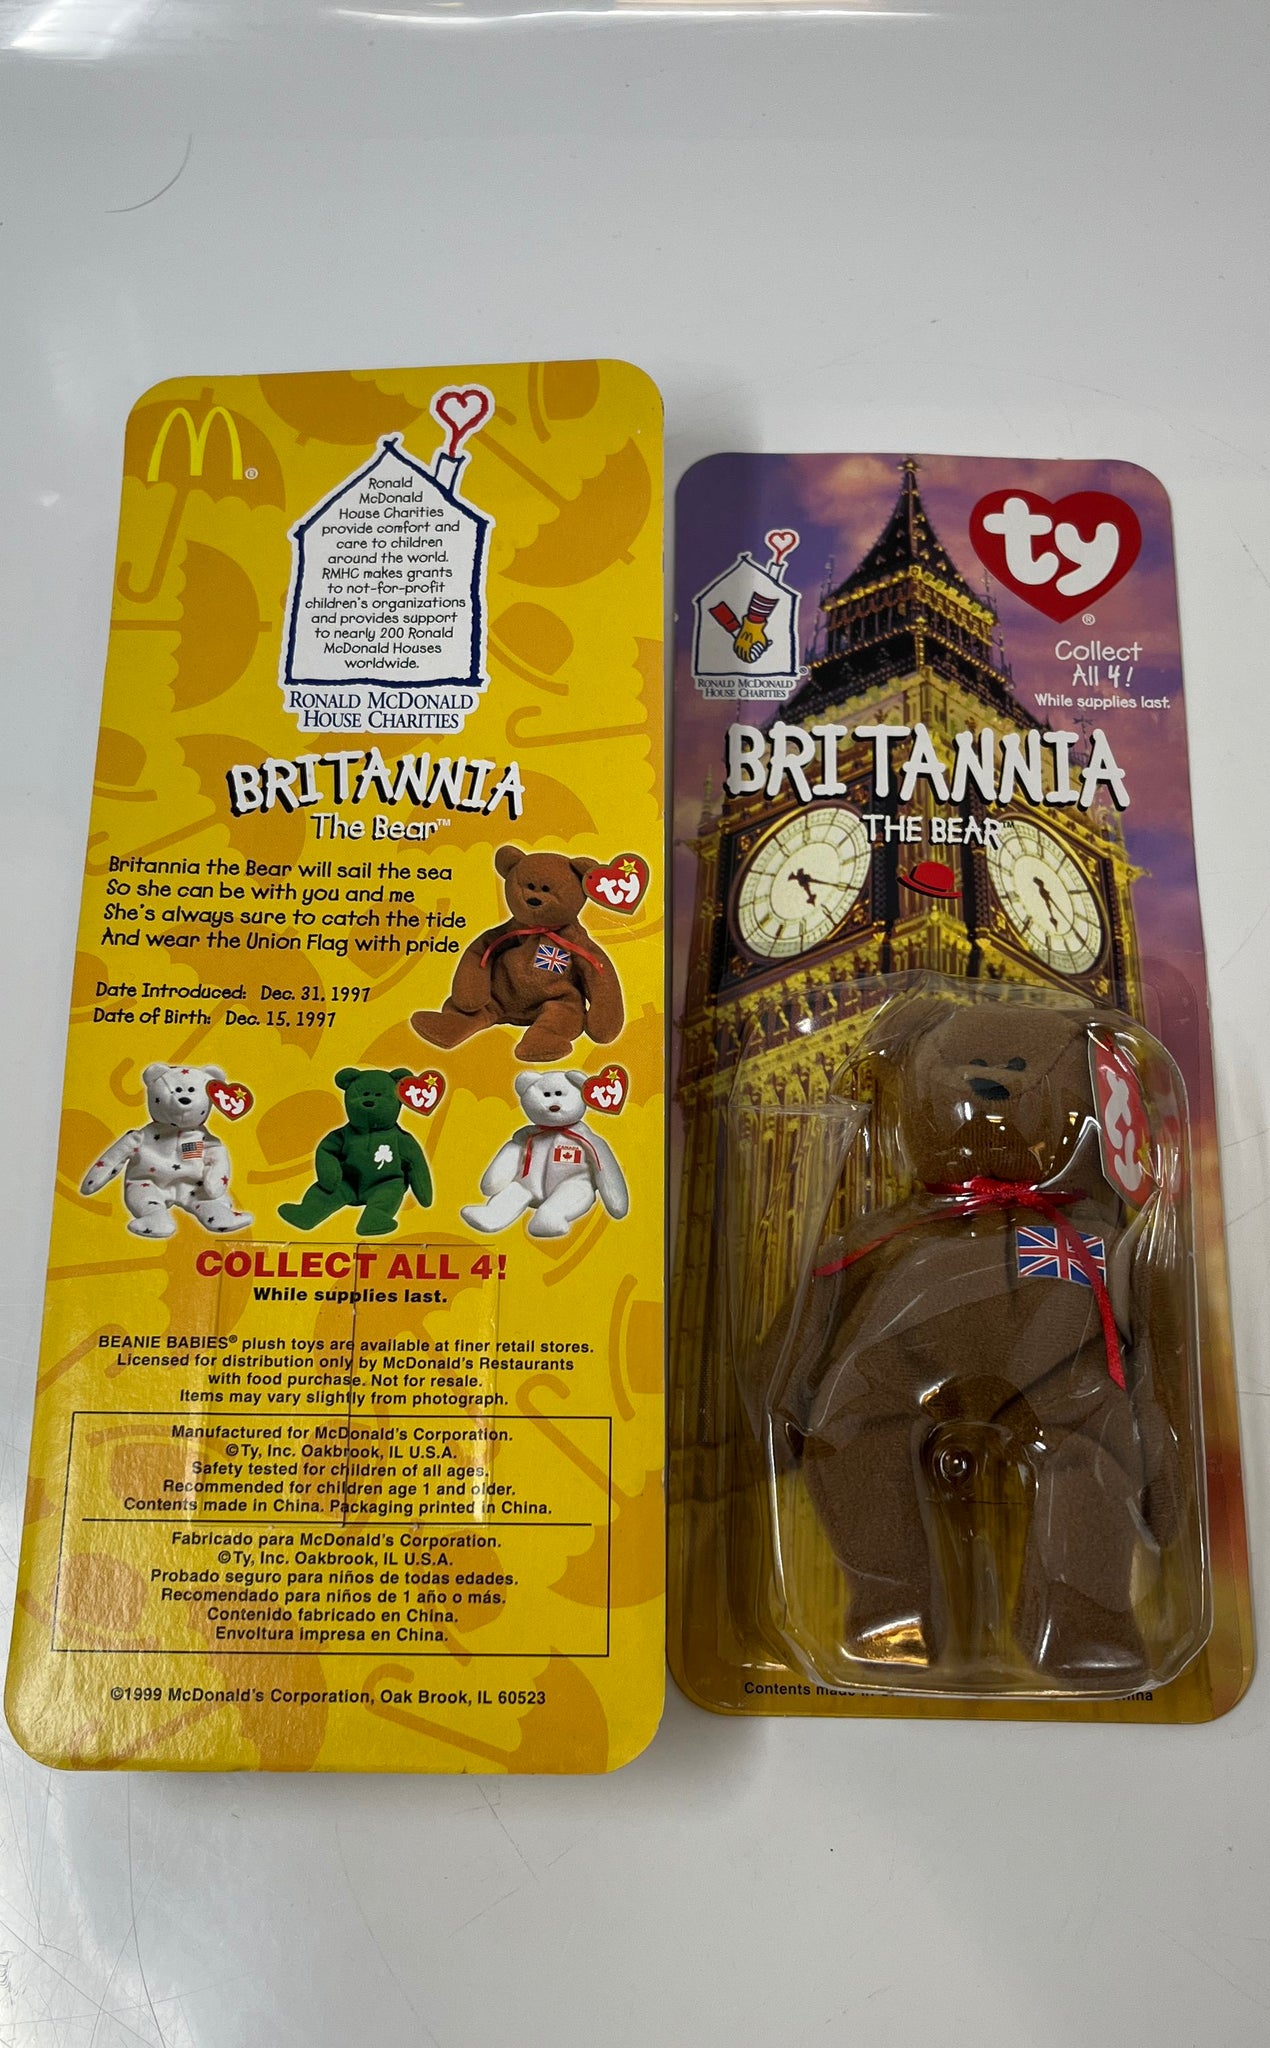 Ronald
McDonald
House Charities
provide comfort and
care to children
around the world.
RMHC makes grants
to not-for-profit
children's organizations
and provides support
to nearly 200 Ronald
McDonald Houses
worldwide.
RONALD MCDONALD
HOUSE CHARITIES
BRITANNIA
The Bear™
Britannia the Bear will sail the sea
So she can be with you and me
She's always sure to catch the tide
And wear the Union Flag with pride
Date Introduced: Dec. 31, 1997
Date of Birth: Dec. 15, 1997
ty
ty
ty
ty
CANADA
COLLECT ALL 4!
While supplies last.
BEANIE BABIES® plush toys are available at finer retail stores.
Licensed for distribution only by McDonald's Restaurants
with food purchase. Not for resale.
Items may vary slightly from photograph.
Manufactured for McDonald's Corporation.
©Ty, Inc. Oakbrook, IL U.S.A.
Safety tested for children of all ages.
Recommended for children age 1 and older.
Contents made in China. Packaging printed in China.
Fabricado para McDonald's Corporation.
©Ty, Inc. Oakbrook, IL U.S.A.
Probado seguro para niños de todas edades.
Recomendado para niños de 1 año o más.
Contenido fabricado en China.
Envoltura impresa en China.
©1999 McDonald's Corporation, Oak Brook, IL 60523
ty®
RONALD MCDONALD
HOUSE CHARITIES
Collect
All 4!
While supplies last.
BRITANNIA
THE BEAR™
ty
Contents made in